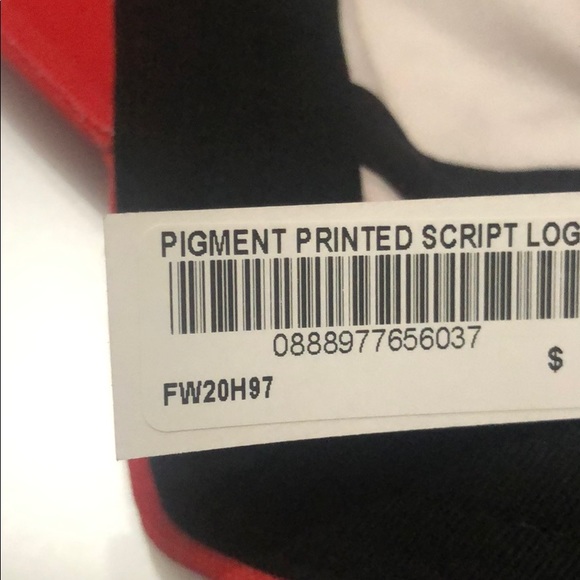 PIGMENT PRINTED SCRIPT LOG
0888977656037
$
FW20H97